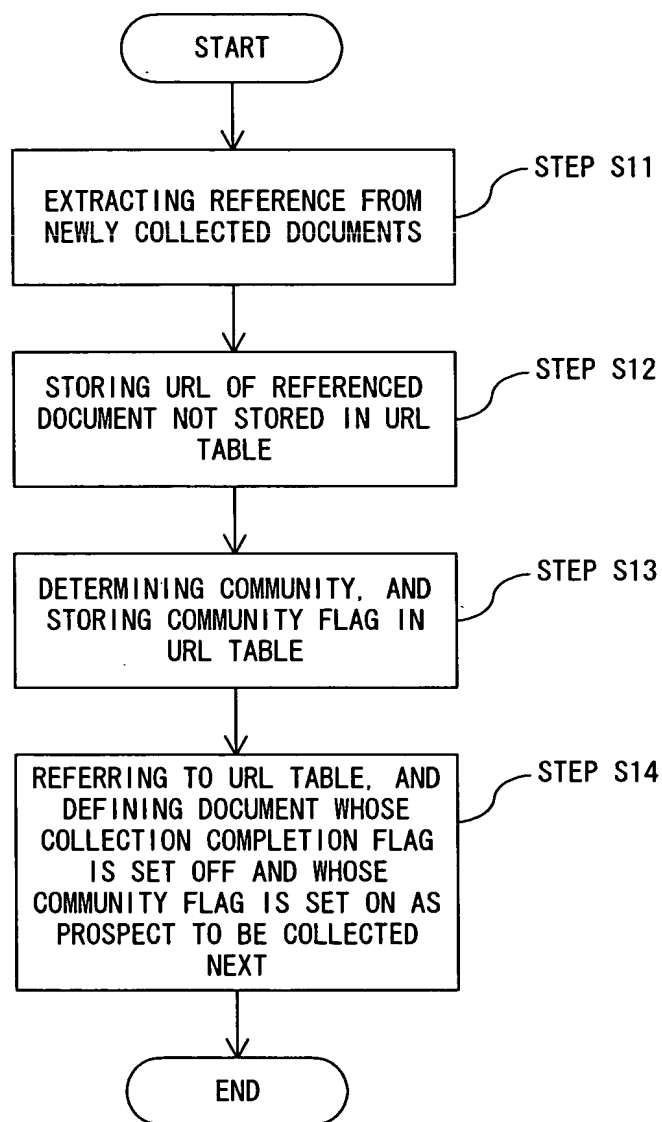 START
STEP S11
EXTRACTING REFERENCE FROM
NEWLY COLLECTED DOCUMENTS
STEP S12
STORING URL OF REFERENCED
DOCUMENT NOT STORED IN URL
TABLE
STEP S13
DETERMINING COMMUNITY, AND
STORING COMMUNITY FLAG IN
URL TABLE
STEP S14
REFERRING TO URL TABLE, AND
DEFINING DOCUMENT WHOSE
COLLECTION COMPLETION FLAG
IS SET OFF AND WHOSE
COMMUNITY FLAG IS SET ON AS
PROSPECT TO BE COLLECTED
NEXT
END